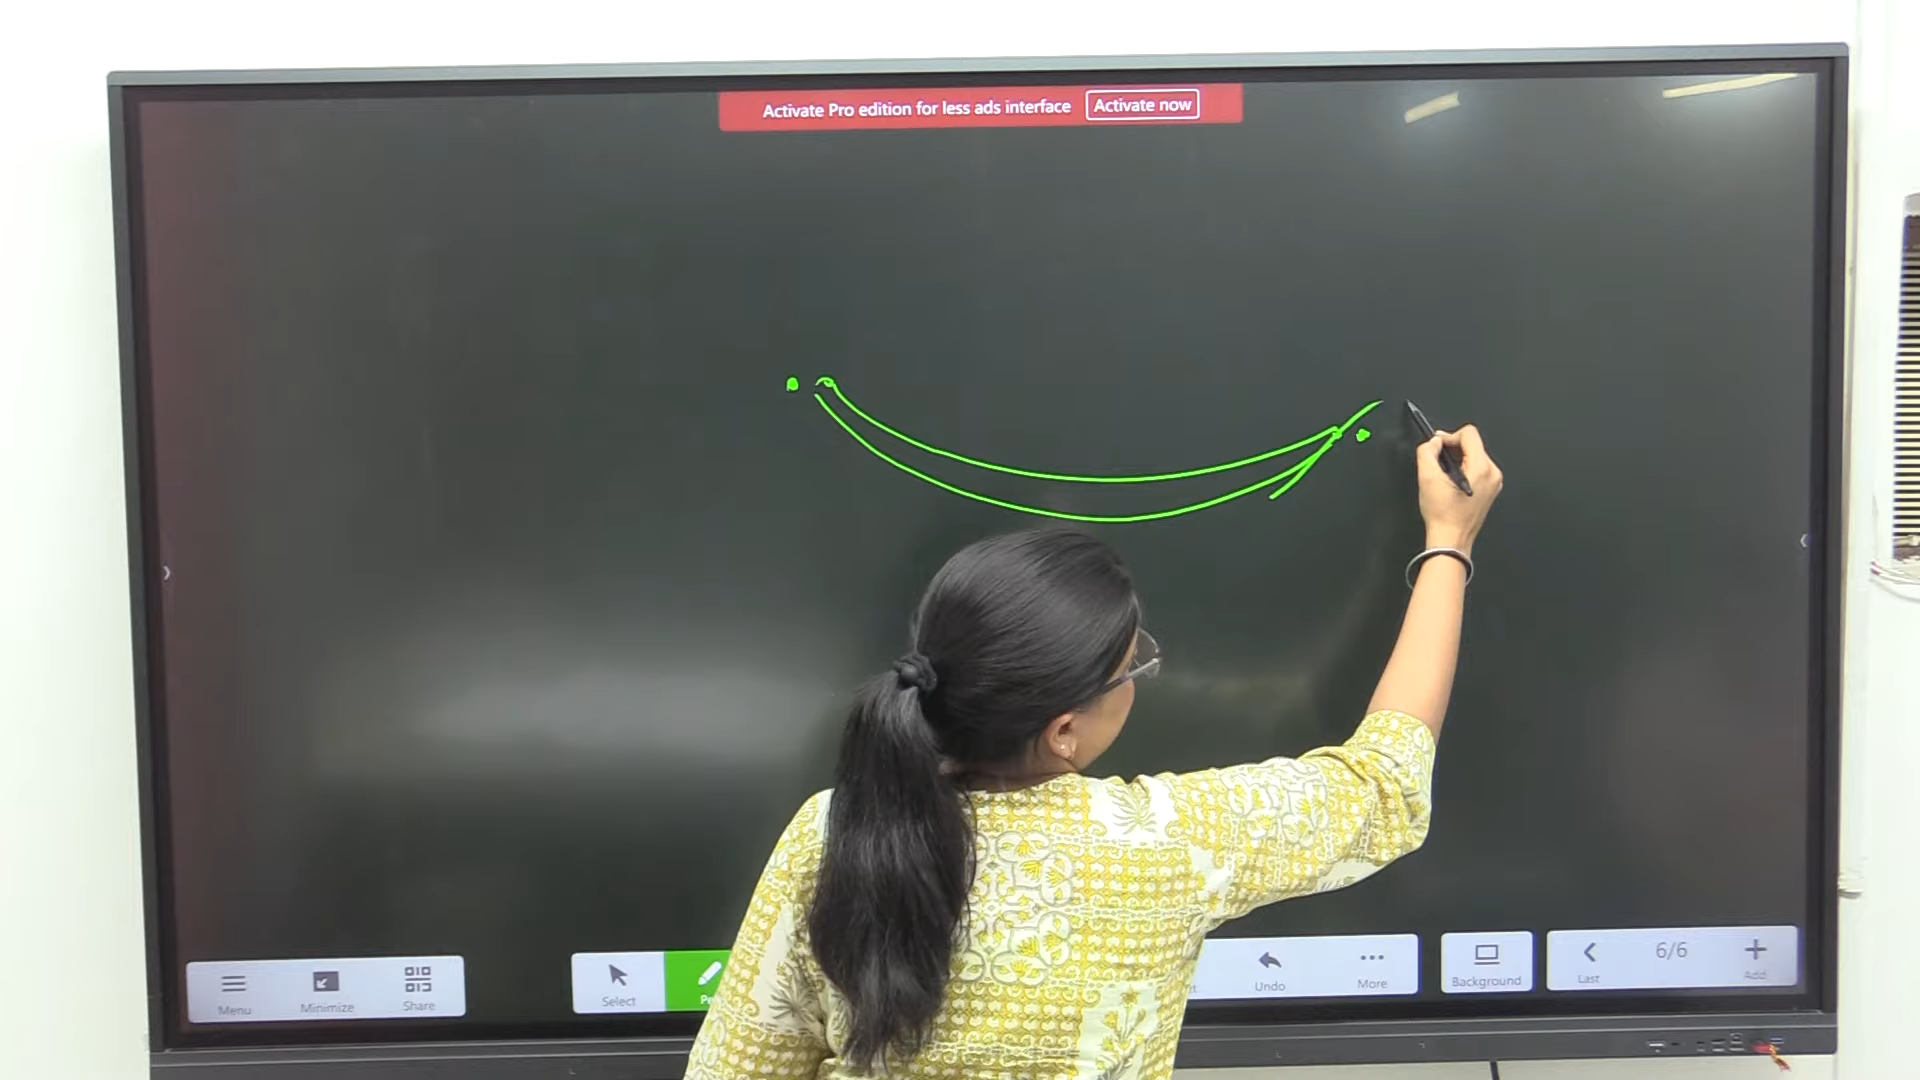 Activate Pro edition for less ads interface Activate now
Menu
Minimize
Share
Select
Undo
More
Background
Last
6/6
Add